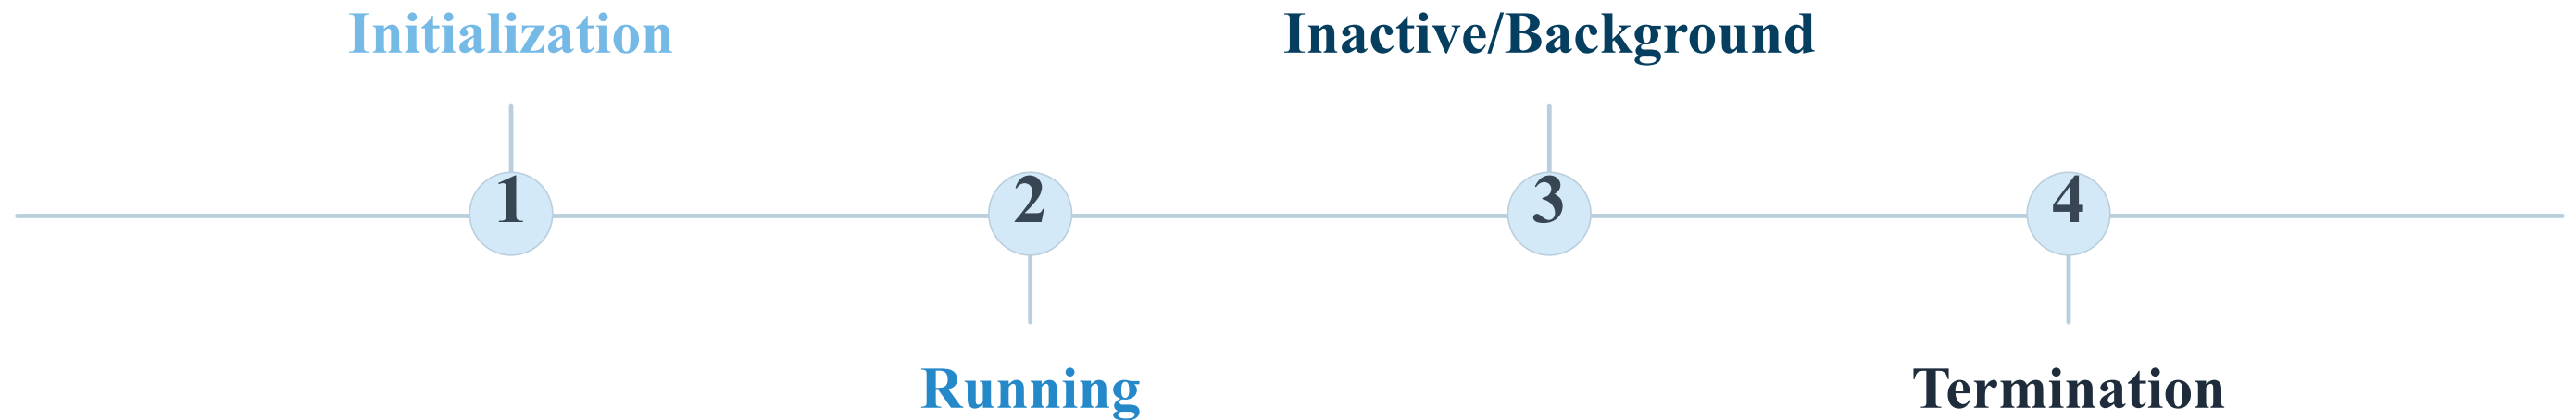 Initialization
Inactive/Background
1
2
3
4
Running
Termination